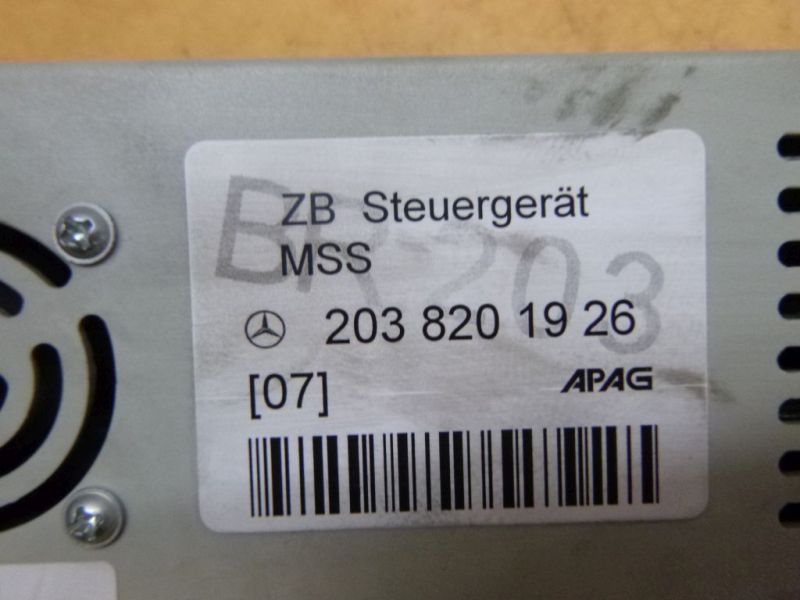 ZB Steuergerät
MSS
BR 203
203 820 19 26
[07]
APAG